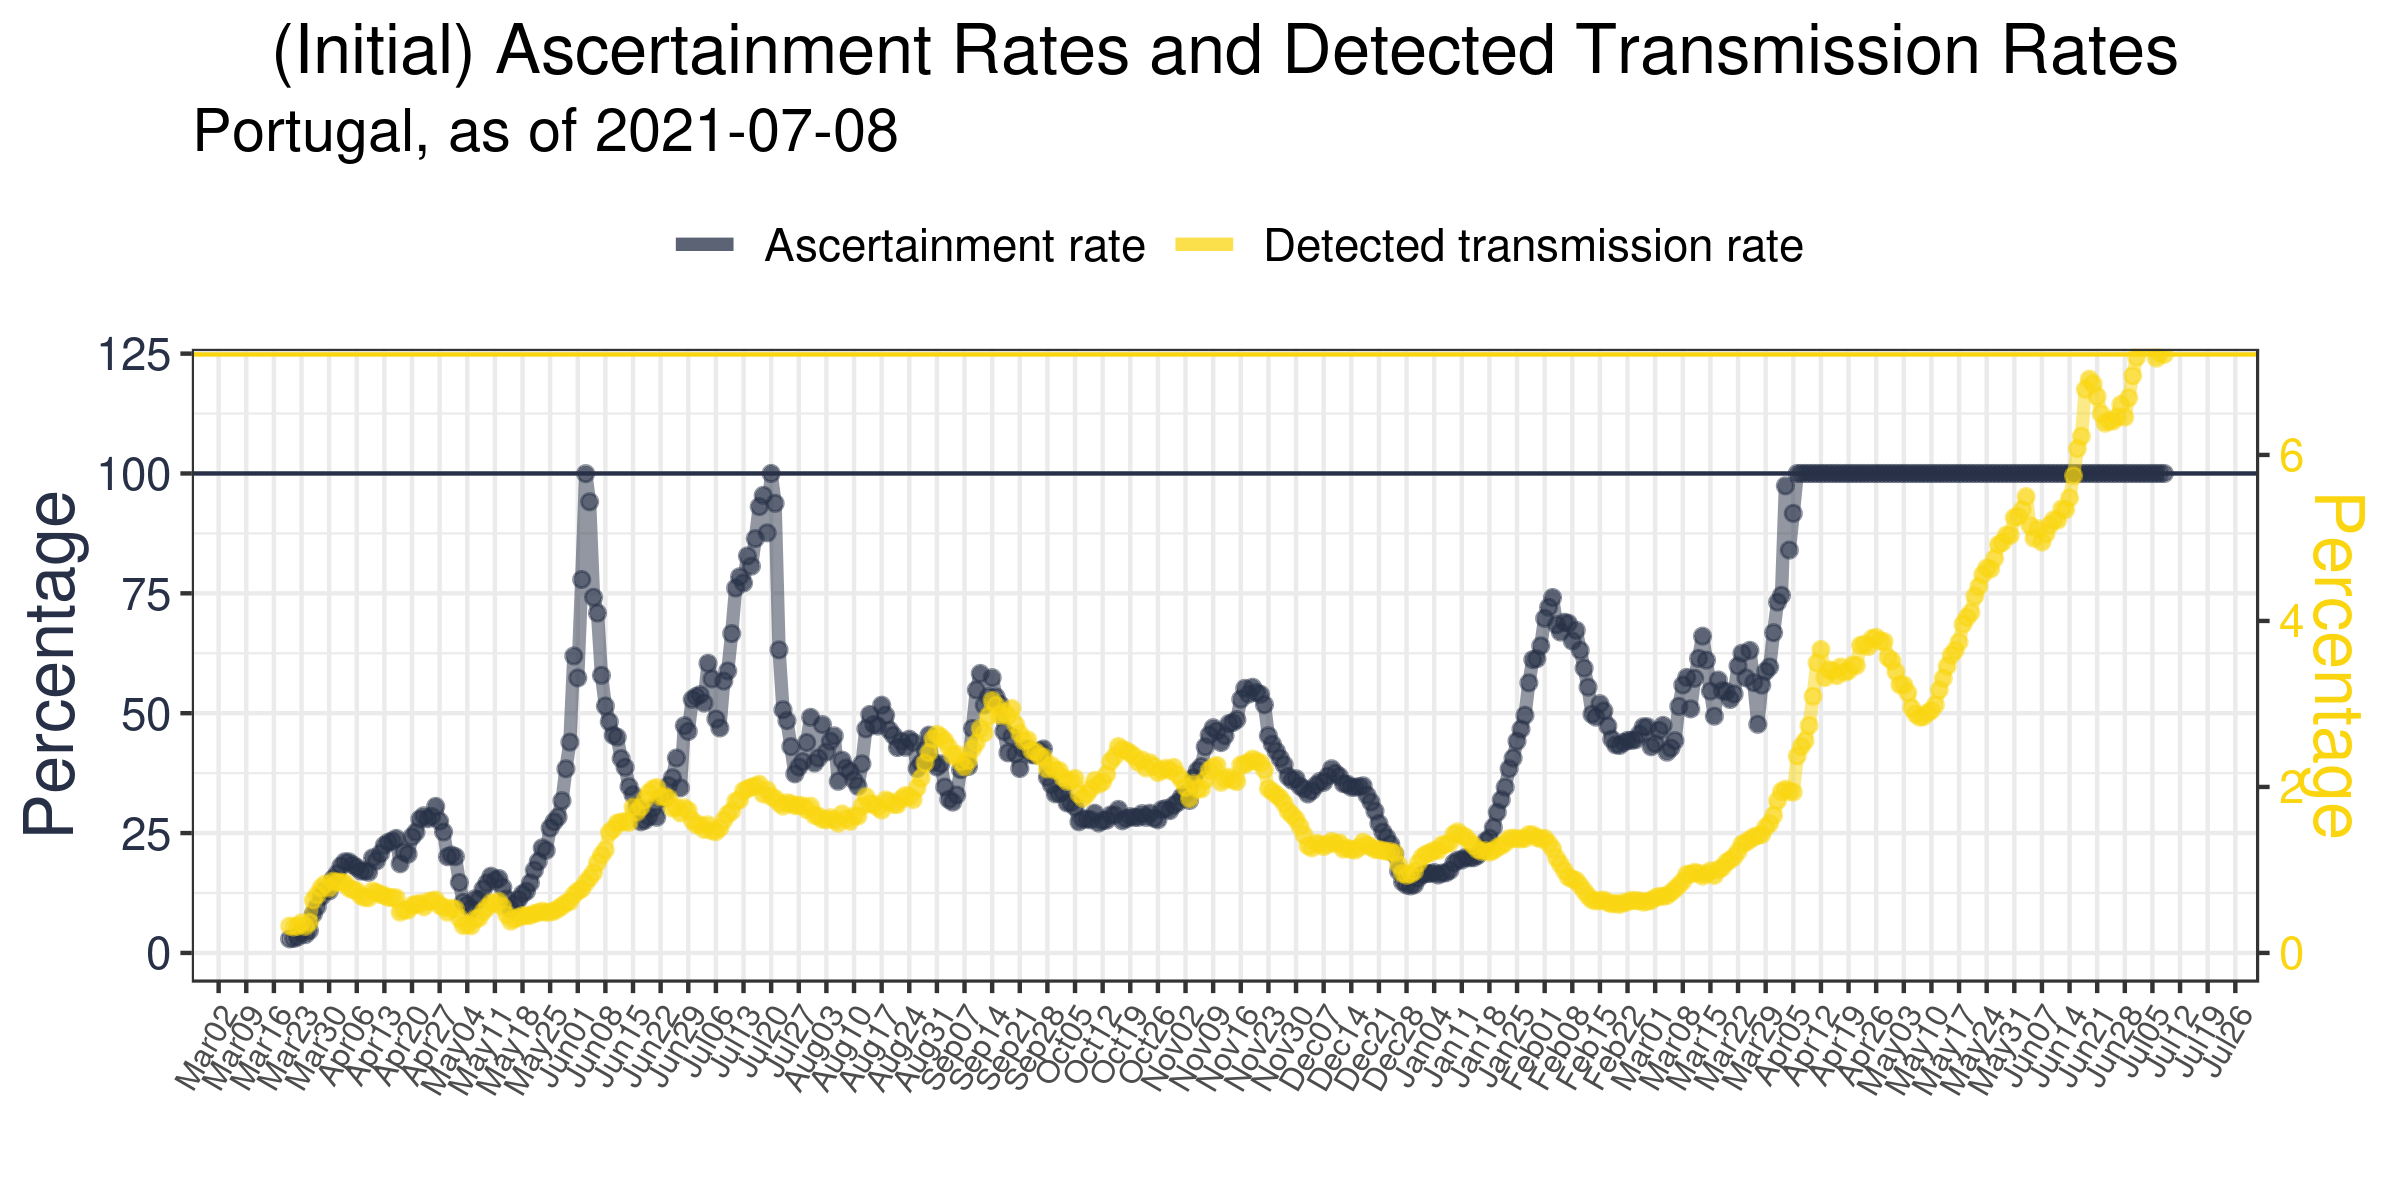 (Initial) Ascertainment Rates and Detected Transmission Rates
Portugal, as of 2021-07-08
Ascertainment rate
Detected transmission rate
Percentage
125
100
75
50
25
0
6
4
2
0
Percentage
Mar02
Mar09
Mar16
Mar23
Mar30
Apr06
Apr13
Apr20
Apr27
May04
May11
May18
May25
Jun01
Jun08
Jun15
Jun22
Jun29
Jul06
Jul13
Jul20
Jul27
Aug03
Aug10
Aug17
Aug24
Aug31
Sep07
Sep14
Sep21
Sep28
Oct05
Oct12
Oct19
Oct26
Nov02
Nov09
Nov16
Nov23
Nov30
Dec07
Dec14
Dec21
Dec28
Jan04
Jan11
Jan18
Jan25
Feb01
Feb08
Feb15
Feb22
Mar01
Mar08
Mar15
Mar22
Mar29
Apr05
Apr12
Apr19
Apr26
May03
May10
May17
May24
May31
Jun07
Jun14
Jun21
Jun28
Jul05
Jul12
Jul19
Jul26